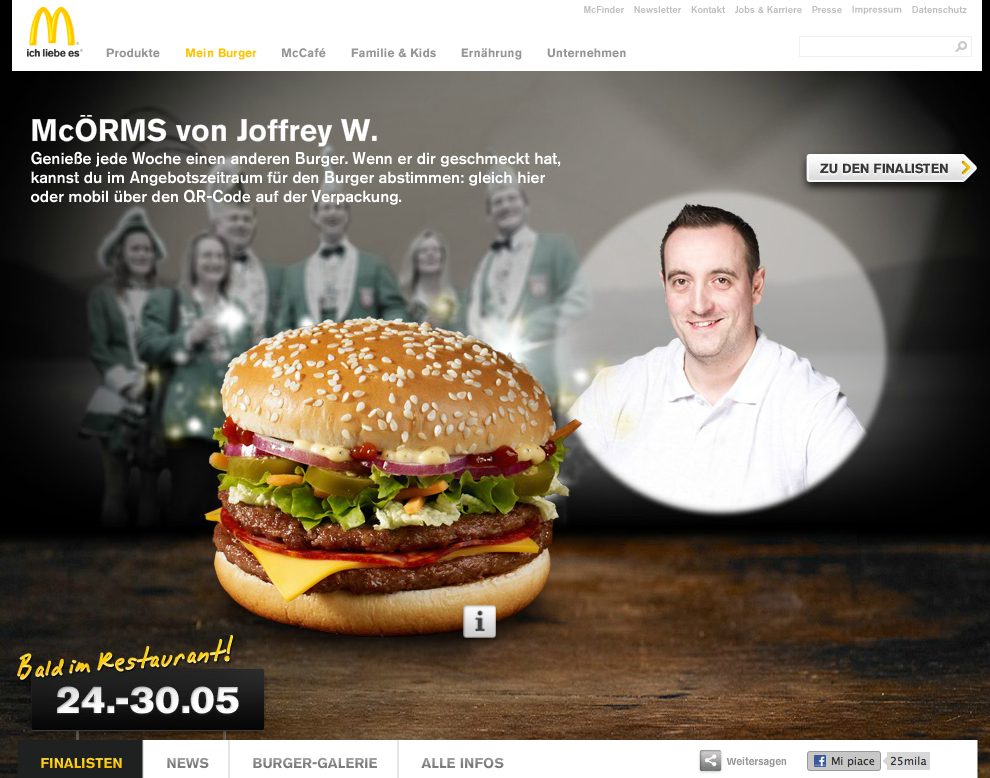 McFinder Newsletter Kontakt Jobs & Karriere Presse Impressum Datenschutz
ich liebe es®
Produkte Mein Burger McCafé Familie & Kids Ernährung Unternehmen
McÖRMS von Joffrey W.
Genieße jede Woche einen anderen Burger. Wenn er dir geschmeckt hat,
kannst du im Angebotszeitraum für den Burger abstimmen: gleich hier
oder mobil über den QR-Code auf der Verpackung.
ZU DEN FINALISTEN
i
Bald im Restaurant!
24.-30.05
FINALISTEN NEWS BURGER-GALERIE ALLE INFOS Weitersagen Mi piace 25mila